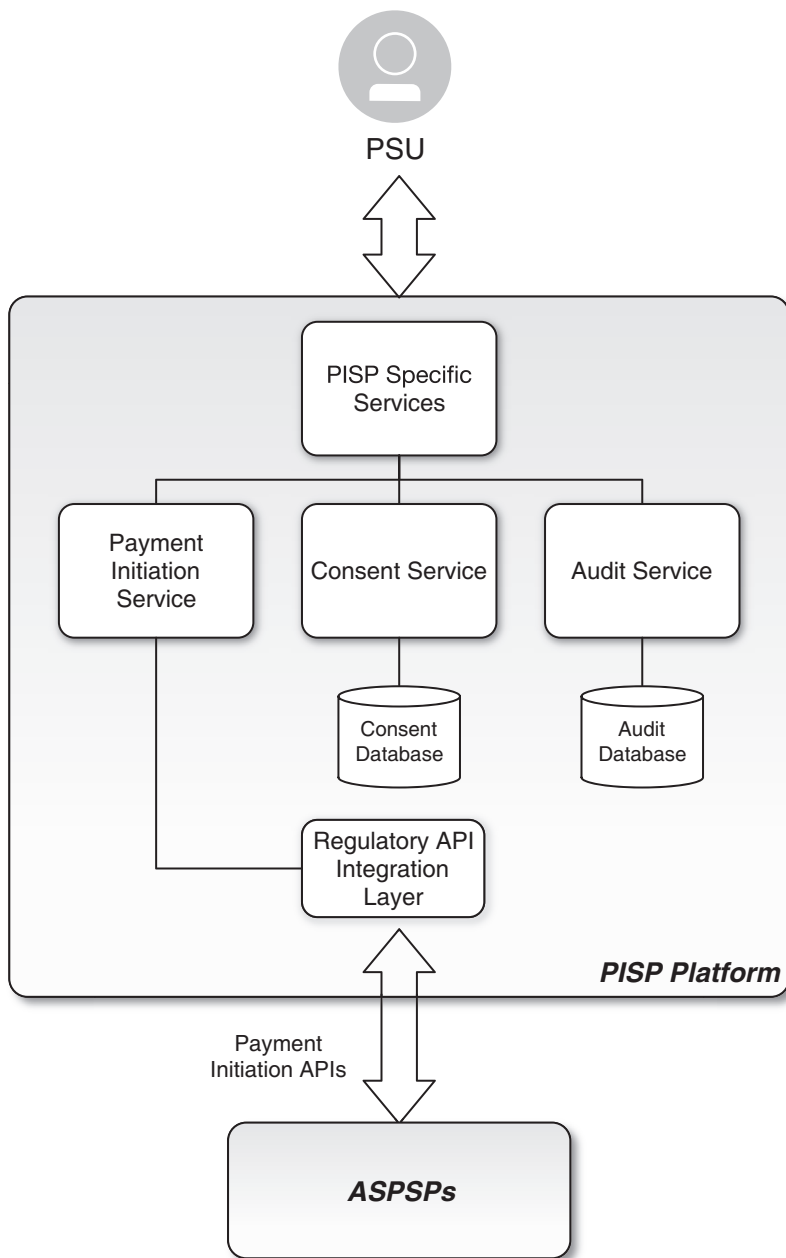 PSU
PISP Specific
Services
Payment
Initiation
Service
Consent Service
Audit Service
Consent
Database
Audit
Database
Regulatory API
Integration
Layer
PISP Platform
Payment
Initiation APIs
ASPSPs